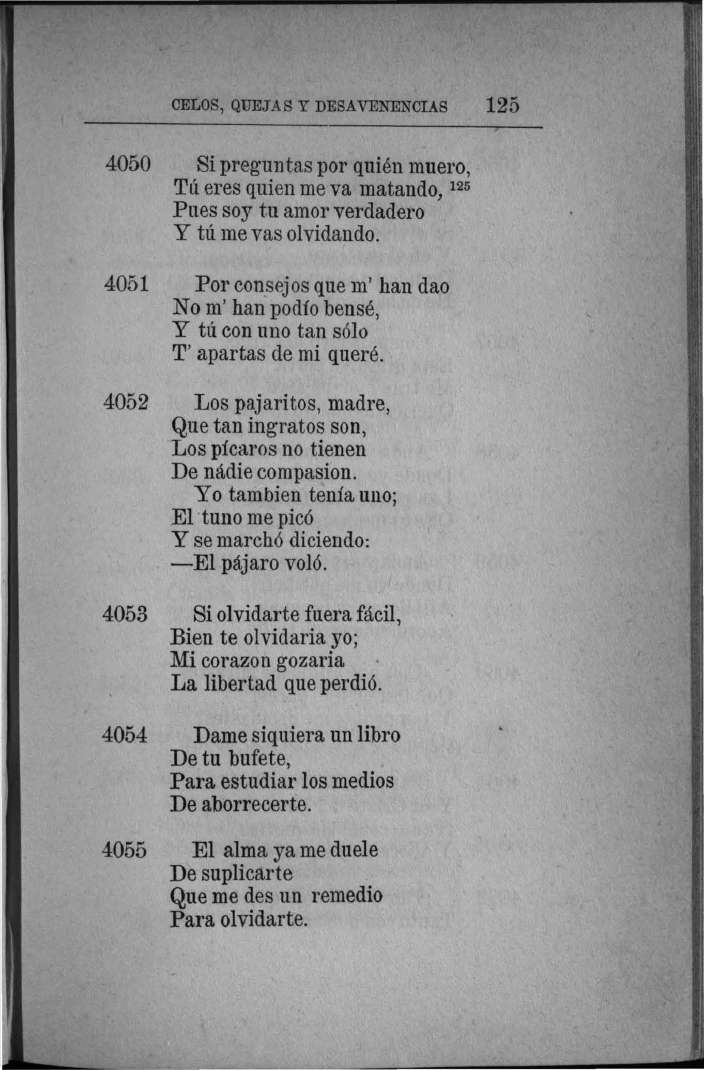 CELOS, QUEJAS Y DESAVENENCIAS 125
4050 Si preguntas por quién muero,
Tú eres quien me va matando, ¹²⁵
Pues soy tu amor verdadero
Y tú me vas olvidando.
4051 Por consejos que m' han dao
No m' han podío bensé,
Y tú con uno tan sólo
T' apartas de mi queré.
4052 Los pajaritos, madre,
Que tan ingratos son,
Los pícaros no tienen
De nádie compasion.
Yo tambien tenía uno;
El tuno me picó
Y se marchó diciendo:
—El pájaro voló.
4053 Si olvidarte fuera fácil,
Bien te olvidaria yo;
Mi corazon gozaria
La libertad que perdió.
4054 Dame siquiera un libro
De tu bufete,
Para estudiar los medios
De aborrecerte.
4055 El alma ya me duele
De suplicarte
Que me des un remedio
Para olvidarte.